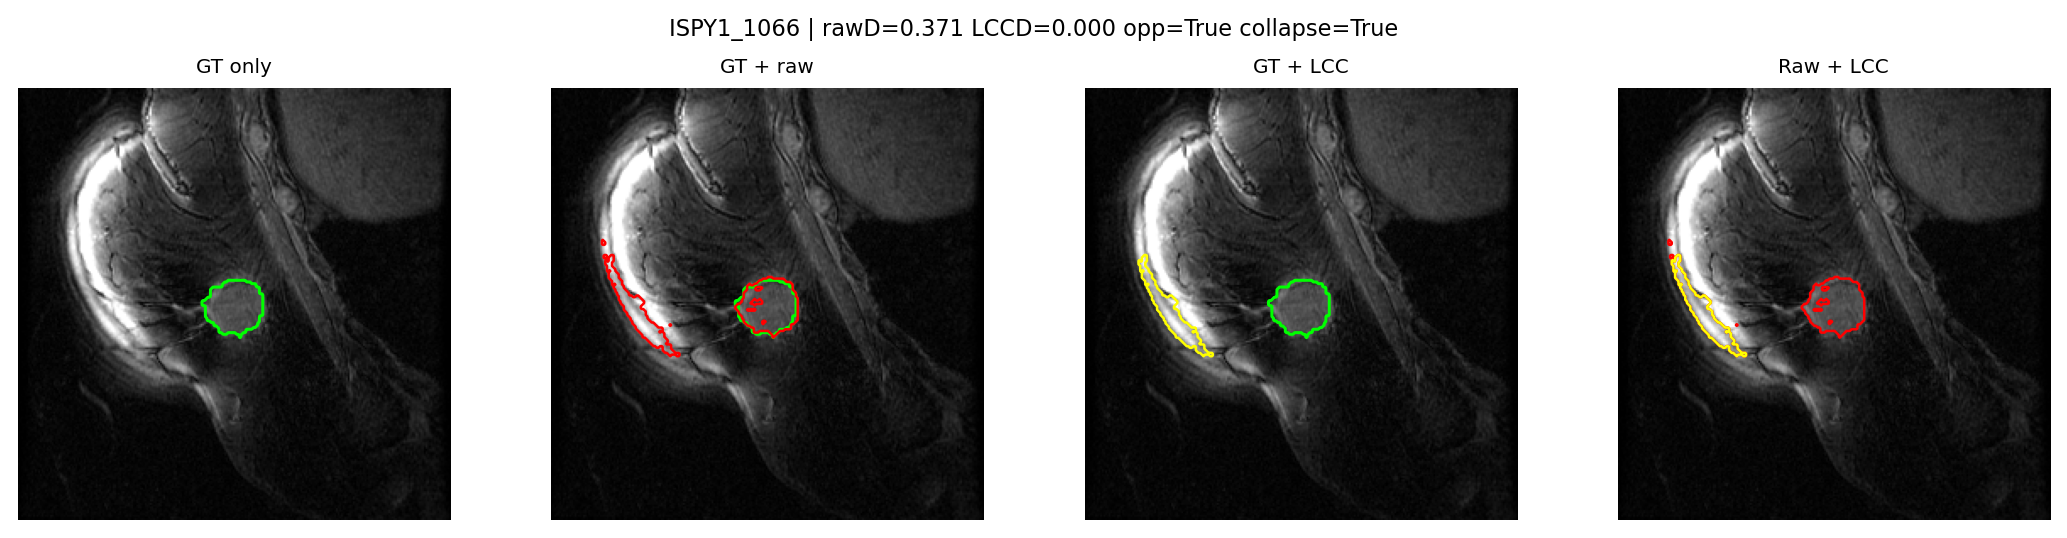 ISPY1_1066 | rawD=0.371 LCCD=0.000 opp=True collapse=True
GT only
GT + raw
GT + LCC
Raw + LCC